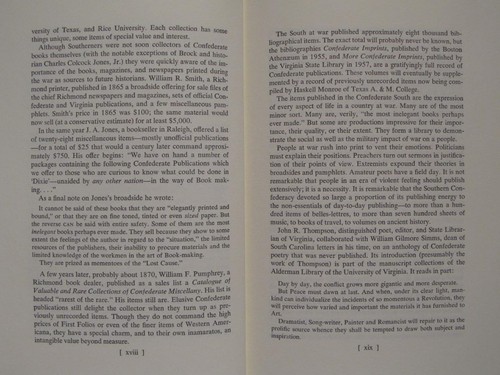 versity of Texas, and Rice University. Each collection has some
things unique, some items of special value and interest.
Although Southerners were not soon collectors of Confederate
books themselves (with the notable exceptions of Brock and histo-
rian Charles Colcock Jones, Jr.) they were quickly aware of the im-
portance of the books, magazines, and newspapers printed during
the war as sources to future historians. William R. Smith, a Rich-
mond printer, published in 1865 a broadside offering for sale files of
the chief Richmond newspapers and magazines, sets of official Con-
federate and Virginia publications, and a few miscellaneous pam-
phlets. Smith's price in 1865 was $100; the same material would
now sell (at a conservative estimate) for at least $5,000.
In the same year J. A. Jones, a bookseller in Raleigh, offered a list
of twenty-eight miscellaneous items—mostly unofficial publications
—for a total of $25 that would a century later command approxi-
mately $750. His offer begins: "We have on hand a number of
packages containing the following Confederate Publications which
we offer to those who are curious to know what could be done in
'Dixie'—unaided by any other nation—in the way of Book mak-
ing. . . ."
As a final note on Jones's broadside he wrote:
It cannot be said of these books that they are "elegantly printed and
bound," or that they are on fine toned, tinted or even sized paper. But
the reverse can be said with entire safety. Some of them are the most
inelegant books perhaps ever made. They sell because they show to some
extent the feelings of the author in regard to the "situation," the limited
resources of the publishers, their inability to procure materials and the
limited knowledge of the workmen in the art of Book-making.
They are prized as momentoes of the "Lost Cause."
A few years later, probably about 1870, William F. Pumphrey, a
Richmond book dealer, published as a sales list a Catalogue of
Valuable and Rare Collections of Confederate Miscellany. His list is
headed "rarest of the rare." His items still are. Elusive Confederate
publications still delight the collector when they turn up as pre-
viously unrecorded items. Though they do not command the high
prices of First Folios or even of the finer items of Western Amer-
icana, they have a special charm, and to their own inamoratos, an
intangible value beyond measure.
[ xviii ]
The South at war published approximately eight thousand bib-
liographical items. The exact total will probably never be known, but
the bibliographies Confederate Imprints, published by the Boston
Athenaeum in 1955, and More Confederate Imprints, published by
the Virginia State Library in 1957, are a gratifyingly full record of
Confederate publications. These volumes will eventually be supple-
mented by a record of previously unrecorded items now being com-
piled by Haskell Monroe of Texas A. & M. College.
The items published in the Confederate South are the expression
of every aspect of life in a country at war. Many are of the most
minor sort. Many are, verily, "the most inelegant books perhaps
ever made." But some are productions impressive for their impor-
tance, their quality, or their extent. They form a library to demon-
strate the social as well as the military impact of war on a people.
People at war rush into print to vent their emotions. Politicians
must explain their positions. Preachers turn out sermons in justifica-
tion of their points of view. Extremists expound their theories in
broadsides and pamphlets. Amateur poets have a field day. It is not
remarkable that people in an era of violent feeling should publish
extensively; it is a necessity. It is remarkable that the Southern Con-
federacy devoted so large a proportion of its publishing energy to
the non-essentials of day-to-day publishing—to more than a hun-
dred items of belles-lettres, to more seven hundred sheets of
music, to books of travel, to volumes on ancient history.
John R. Thompson, distinguished poet, editor, and State Librar-
ian of Virginia, collaborated with William Gilmore Simms, dean of
South Carolina letters in his time, on an anthology of Confederate
poetry that was never published. Its introduction (presumably the
work of Thompson) is part of the manuscript collections of the
Alderman Library of the University of Virginia. It reads in part:
Day by day, the conflict grows more gigantic and more desperate.
But Peace must dawn at last. And when, under its clear light, man-
kind can individualize the incidents of so momentous a Revolution, they
will perceive how varied and important the materials it has furnished to
Art.
Dramatist, Song-writer, Painter and Romancist will repair to it as the
prolific source whence they shall be tempted to draw both subject and
inspiration.
[ xix ]